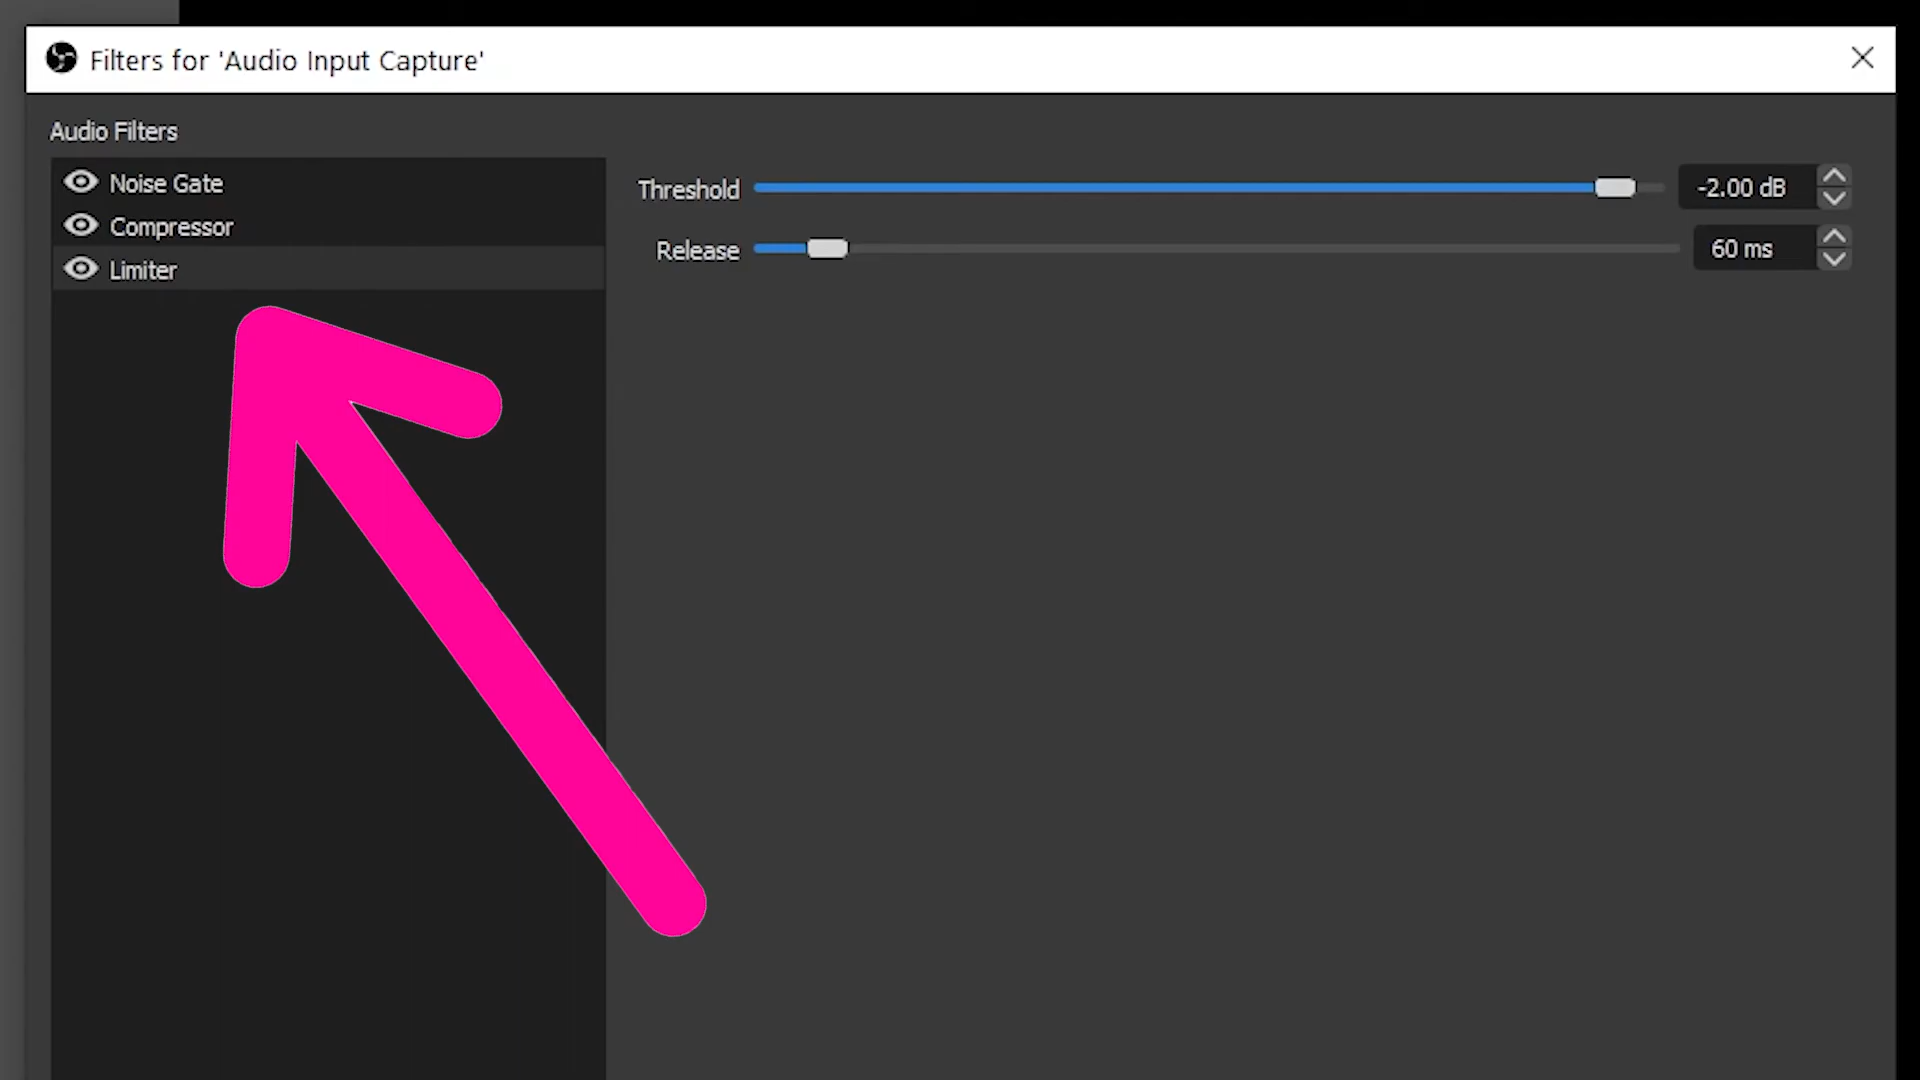 Filters for 'Audio Input Capture'
Audio Filters
Noise Gate
Compressor
Limiter
Threshold -2.00 dB
Release 60 ms